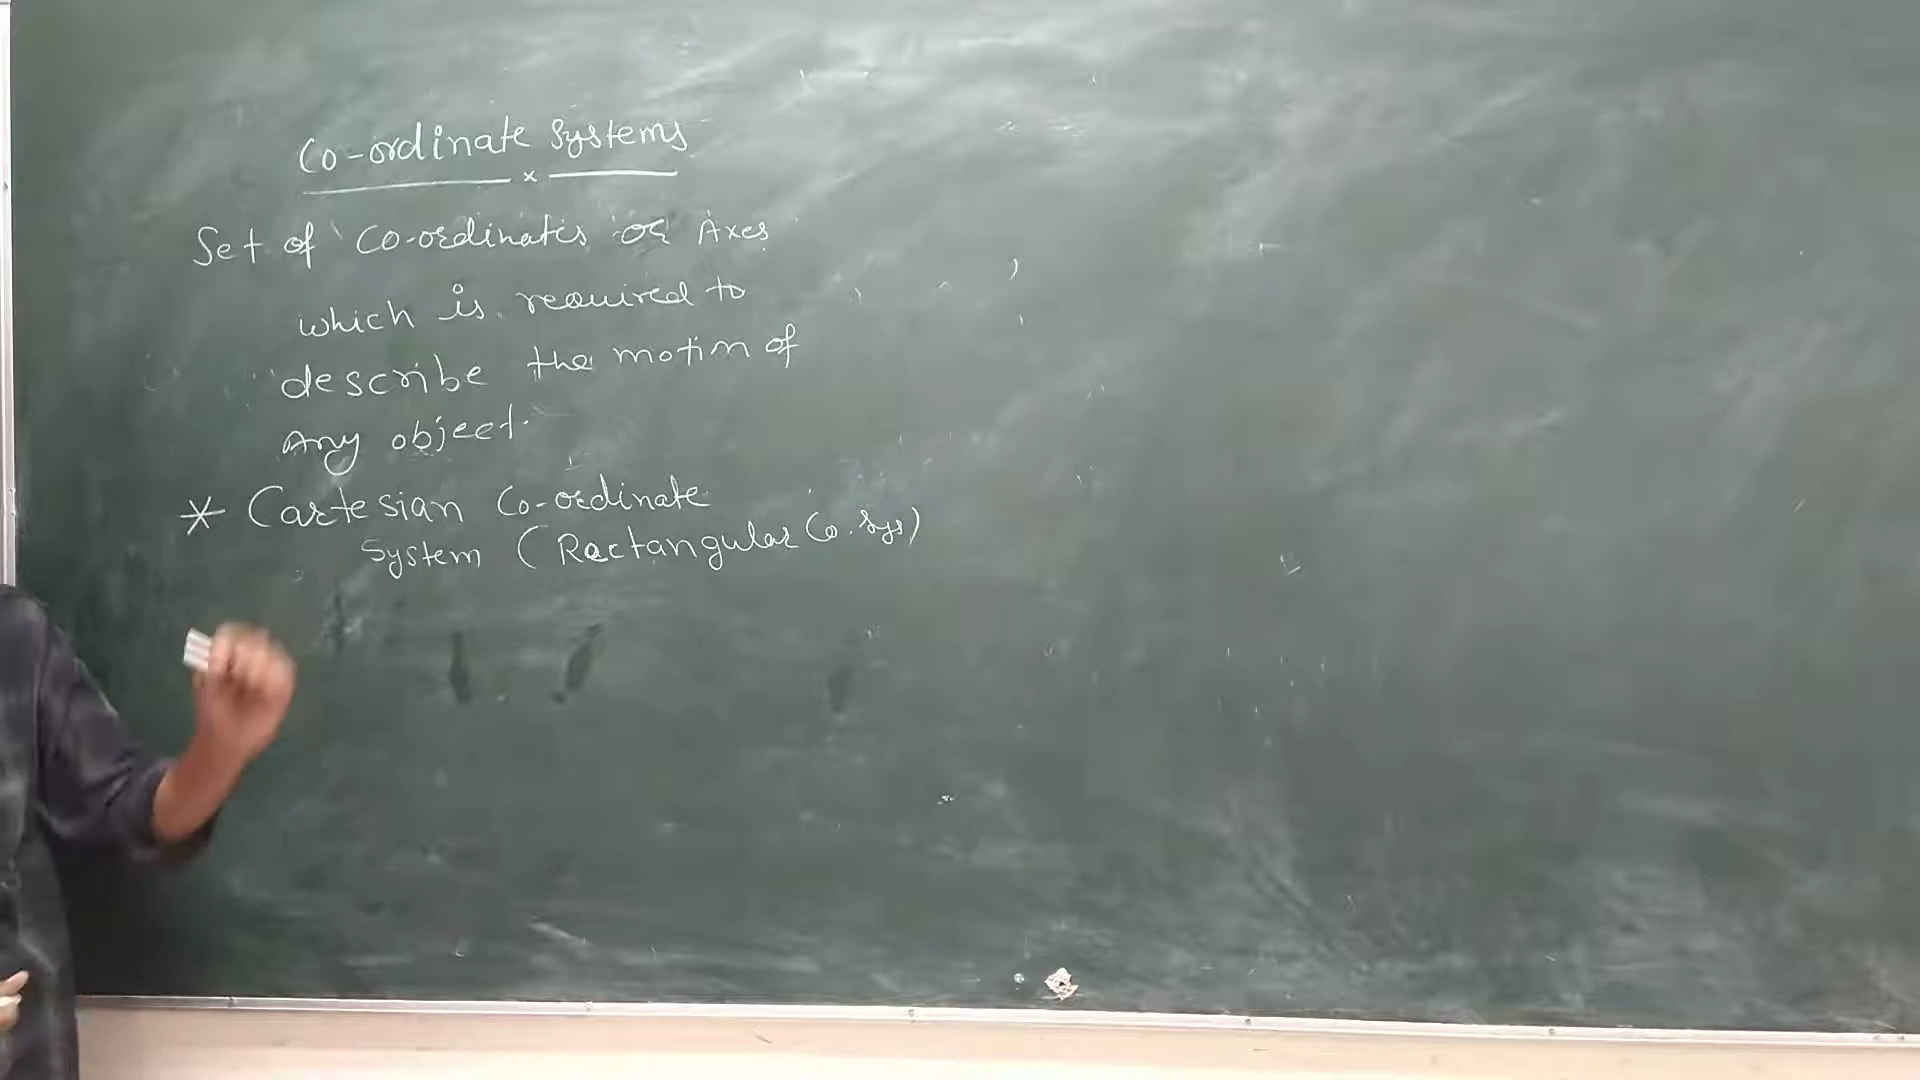 Co-ordinate Systems
Set of Co-ordinates or Axes
which is required to
describe the motion of
Any object.
* Cartesian Co-ordinate
System (Rectangular Co. Sys)